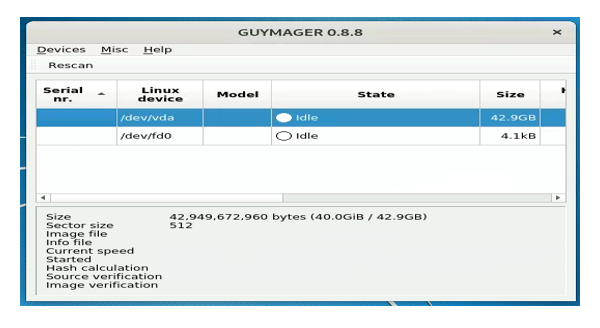 GUYMAGER 0.8.8
Devices Misc Help
Rescan
Serial nr. Linux device Model State Size
/dev/vda Idle 42.9GB
/dev/fd0 Idle 4.1kB
Size 42,949,672,960 bytes (40.0GiB / 42.9GB)
Sector size 512
Image file
Info file
Current speed
Started
Hash calculation
Source verification
Image verification